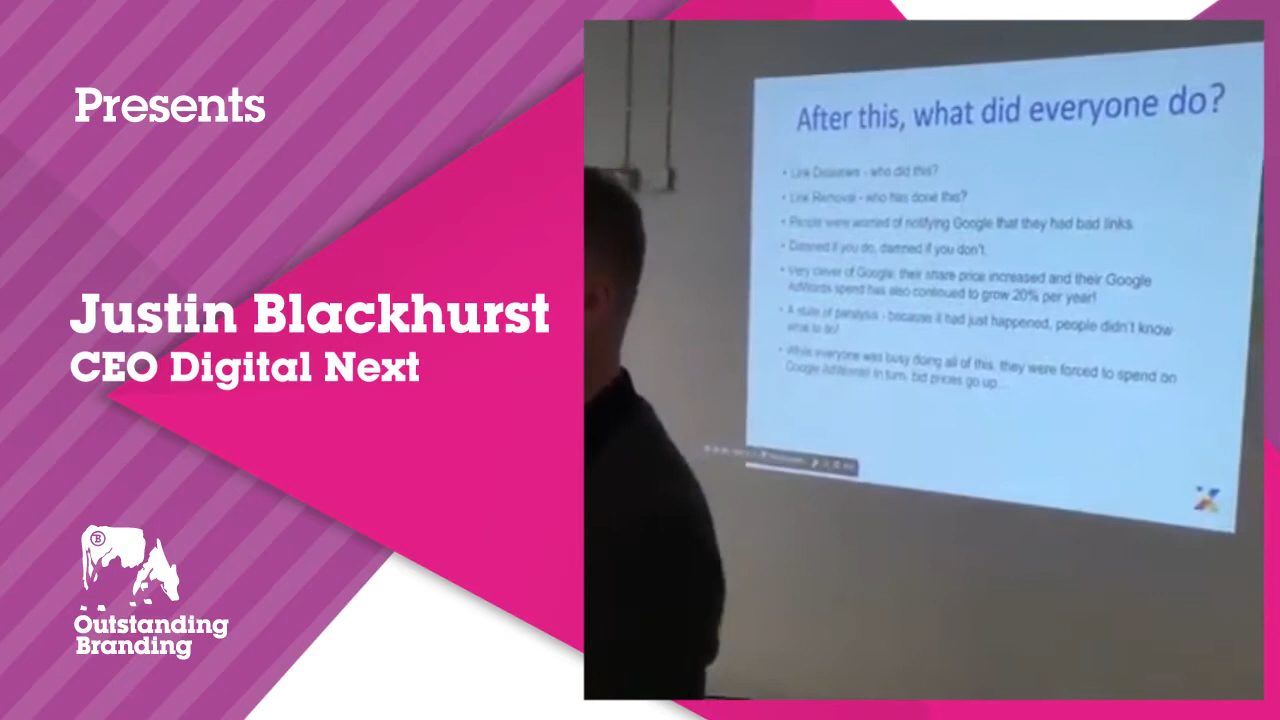 Presents
Justin Blackhurst
CEO Digital Next
Outstanding
Branding
After this, what did everyone do?
• Link Disavows - who did this?
• Link Removal - who has done this?
• People were worried of notifying Google that they had bad links.
• Damned if you do, damned if you don't.
• Very clever of Google, their share price increased and their Google
AdWords spend has also continued to grow 20% per year!
• A state of paralysis - because it had just happened, people didn't know
what to do!
• While everyone was busy doing all of this, they were forced to spend on
Google AdWords! In turn, bid prices go up...